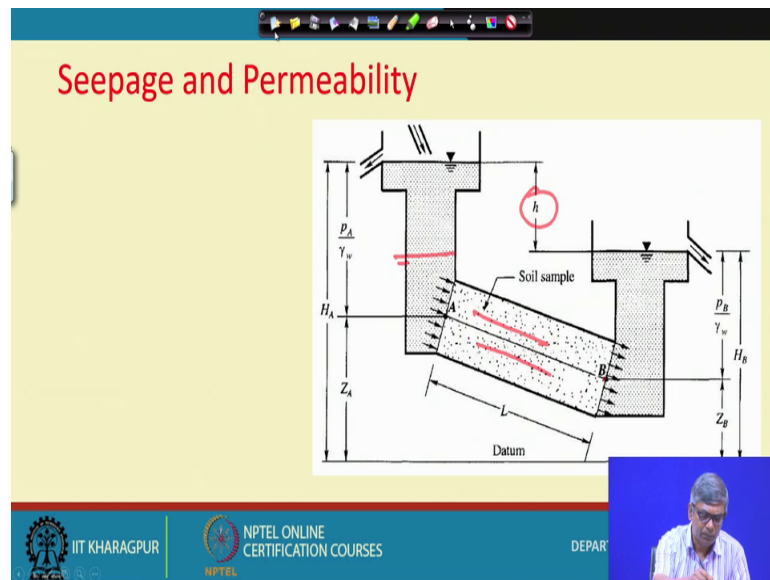 Seepage and Permeability
h
p_A
γ_w
Soil sample
A
H_A
p_B
γ_w
H_B
B
Z_A
L
Z_B
Datum
IIT KHARAGPUR
NPTEL
NPTEL ONLINE
CERTIFICATION COURSES
DEPAR